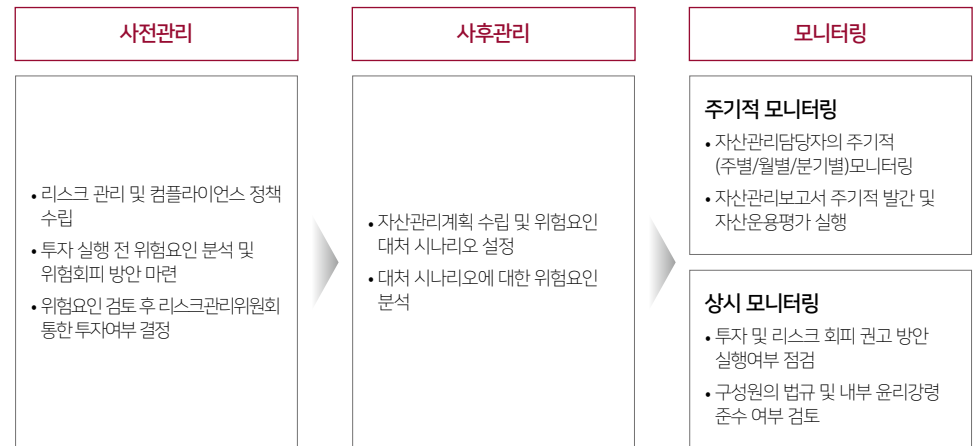 사전관리
리스크 관리 및 컴플라이언스 정책
수립
투자 실행 전 위험요인 분석 및
위험회피 방안 마련
위험요인 검토 후 리스크관리위원회
통한 투자여부 결정
사후관리
자산관리계획 수립 및 위험요인
대처 시나리오 설정
대처 시나리오에 대한 위험요인
분석
모니터링
주기적 모니터링
자산관리담당자의 주기적
(주별/월별/분기별)모니터링
자산관리보고서 주기적 발간 및
자산운용평가 실행
상시 모니터링
투자 및 리스크 회피 권고 방안
실행여부 점검
구성원의 법규 및 내부 윤리강령
준수 여부 검토